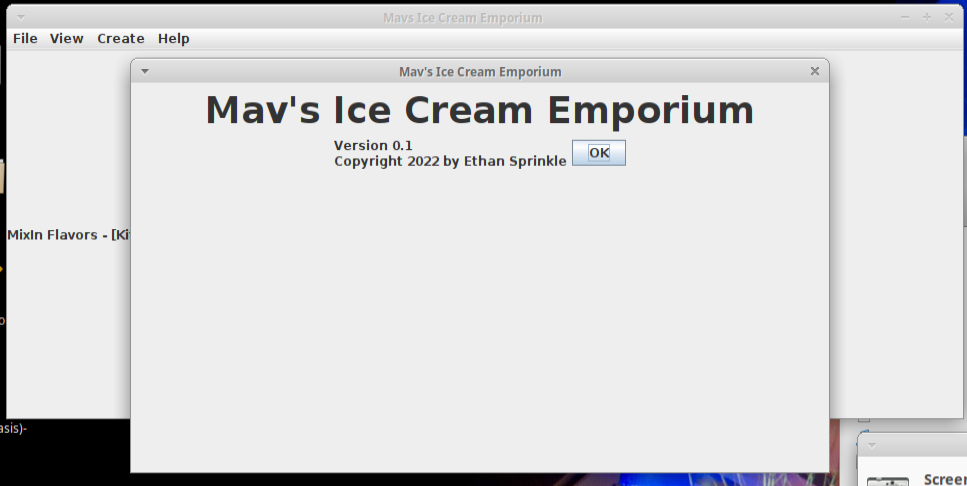 Mavs Ice Cream Emporium
File View Create Help
Mav's Ice Cream Emporium
Mav's Ice Cream Emporium
Version 0.1
Copyright 2022 by Ethan Sprinkle
OK
MixIn Flavors - [Ki
asis)-
Screen